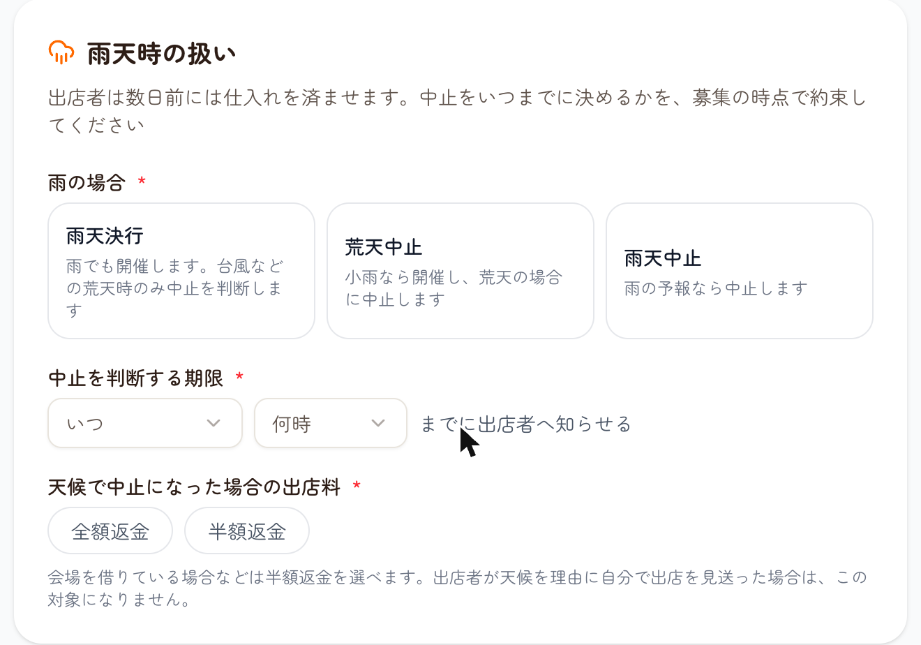 雨天時の扱い
出店者は数日前には仕入れを済ませます。中止をいつまでに決めるかを、募集の時点で約束し
てください
雨の場合 *
雨天決行
雨でも開催します。台風など
の荒天時のみ中止を判断しま
す
荒天中止
小雨なら開催し、荒天の場合
に中止します
雨天中止
雨の予報なら中止します
中止を判断する期限 *
いつ
何時
までに出店者へ知らせる
天候で中止になった場合の出店料 *
全額返金
半額返金
会場を借りている場合などは半額返金を選べます。出店者が天候を理由に自分で出店を見送った場合は、この
対象になりません。